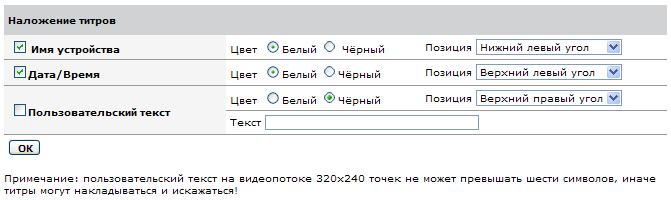 Наложение титров
Имя устройства Цвет Белый Чёрный Позиция Нижний левый угол
Дата/Время Цвет Белый Чёрный Позиция Верхний левый угол
Пользовательский текст Цвет Белый Чёрный Позиция Верхний правый угол
Текст
OK
Примечание: пользовательский текст на видеопотоке 320x240 точек не может превышать шести символов, иначе
титры могут накладываться и искажаться!